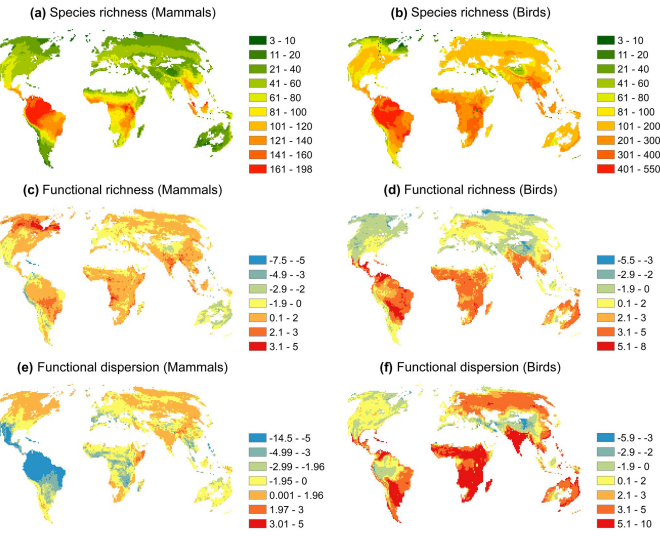 (a) Species richness (Mammals)
3 - 10
11 - 20
21 - 40
41 - 60
61 - 80
81 - 100
101 - 120
121 - 140
141 - 160
161 - 198
(b) Species richness (Birds)
3 - 10
11 - 20
21 - 40
41 - 60
61 - 80
81 - 100
101 - 200
201 - 300
301 - 400
401 - 550
(c) Functional richness (Mammals)
-7.5 - -5
-4.9 - -3
-2.9 - -2
-1.9 - 0
0.1 - 2
2.1 - 3
3.1 - 5
(d) Functional richness (Birds)
-5.5 - -3
-2.9 - -2
-1.9 - 0
0.1 - 2
2.1 - 3
3.1 - 5
5.1 - 8
(e) Functional dispersion (Mammals)
-14.5 - -5
-4.99 - -3
-2.99 - -1.96
-1.95 - 0
0.001 - 1.96
1.97 - 3
3.01 - 5
(f) Functional dispersion (Birds)
-5.9 - -3
-2.9 - -2
-1.9 - 0
0.1 - 2
2.1 - 3
3.1 - 5
5.1 - 10